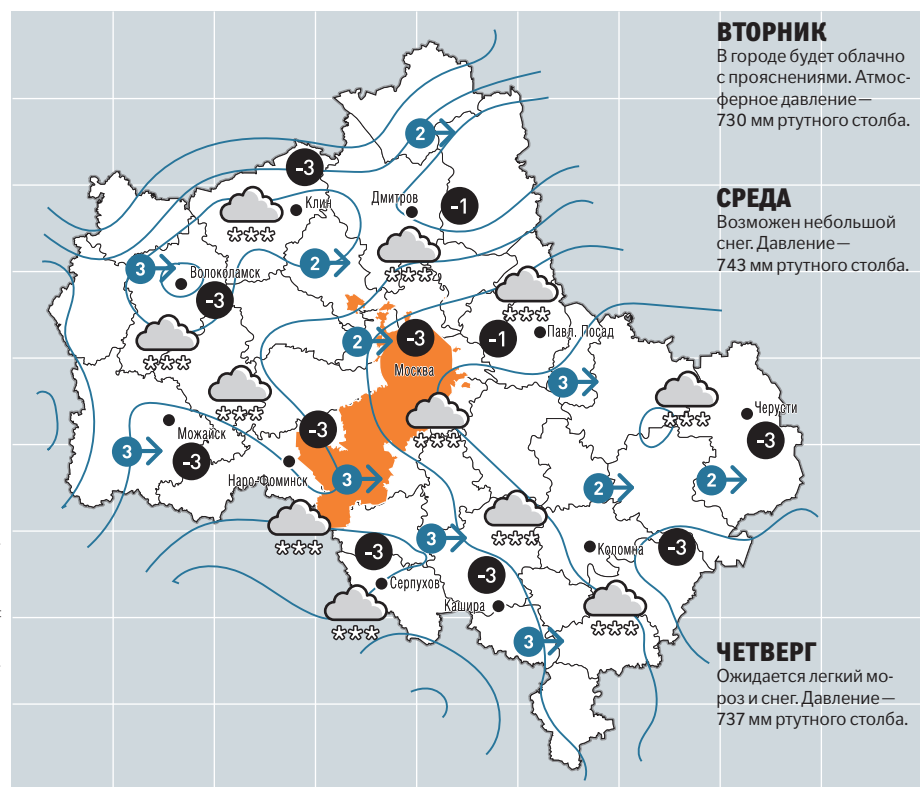 ВТОРНИК
В городе будет облачно
с прояснениями. Атмос-
ферное давление—
730 мм ртутного столба.
СРЕДА
Возможен небольшой
снег. Давление—
743 мм ртутного столба.
2
-3
Клин
Дмитров
-1
***
3
Волоколамск
-3
2
****
***
2
-3
Москва
-1
Павл. Посад
***
***
3
***
Черусти
-3
Можайск
3
-3
-3
***
Наро-Фоминск
3
2
2
***
***
3
-3
Коломна
-3
-3
Серпухов
Кашира
***
***
3
ЧЕТВЕРГ
Ожидается легкий мо-
роз и снег. Давление—
737 мм ртутного столба.